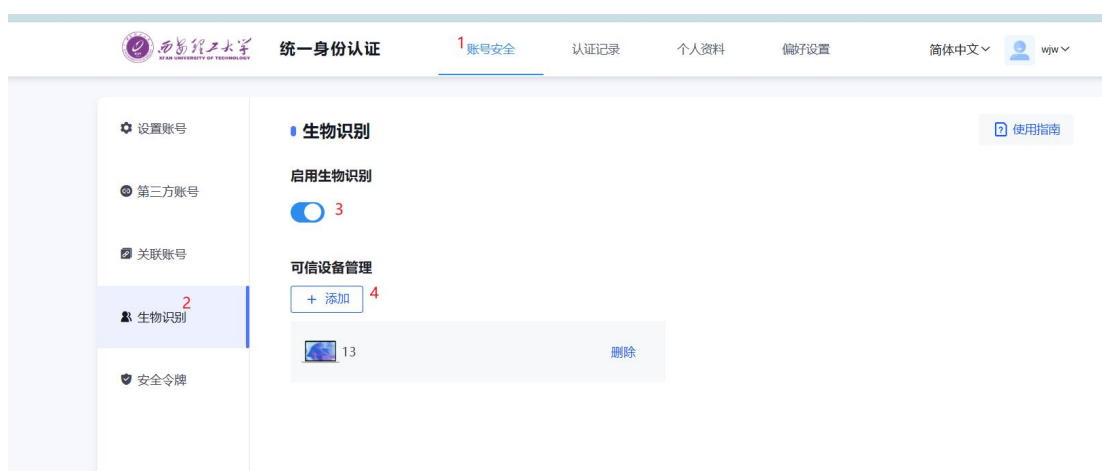 西安理工大学
XI'AN UNIVERSITY OF TECHNOLOGY
统一身份认证
1 账号安全
认证记录
个人资料
偏好设置
简体中文
wjw
设置账号
第三方账号
关联账号
2
生物识别
安全令牌
生物识别
使用指南
启用生物识别
3
可信设备管理
+ 添加 4
13
删除